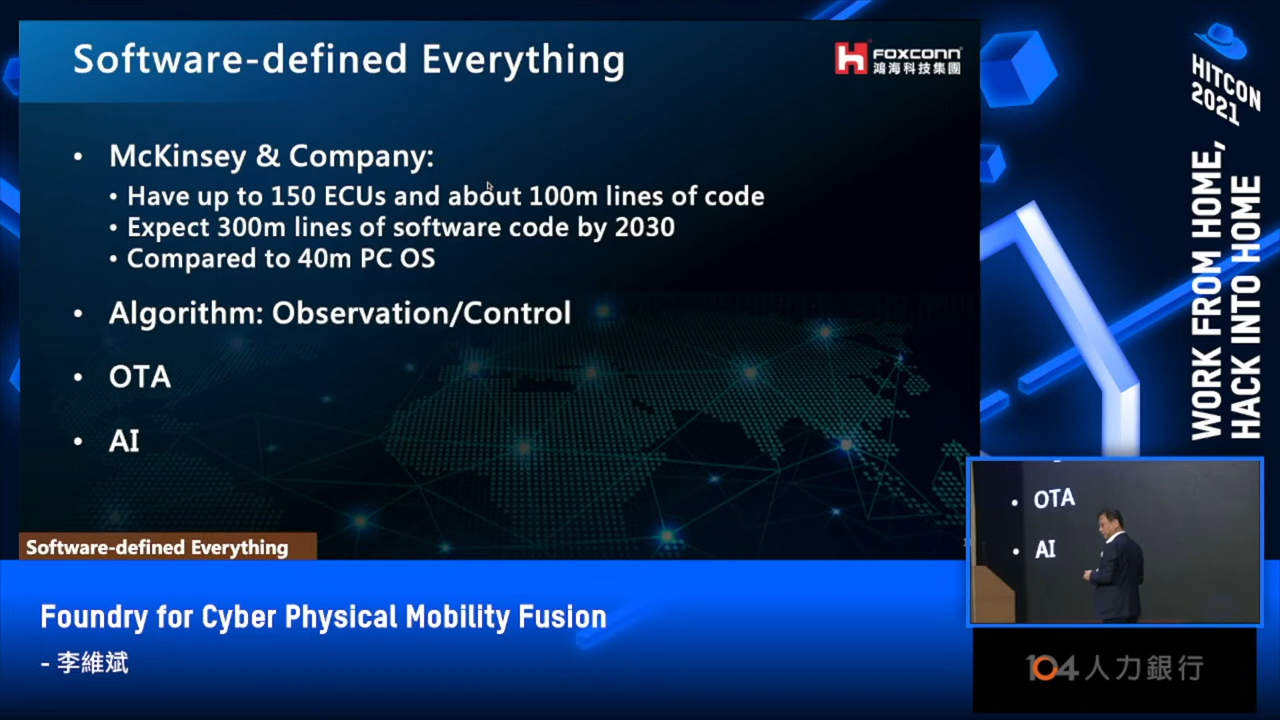 Software-defined Everything
FOXCONN
鴻海科技集團
• McKinsey & Company:
• Have up to 150 ECUs and about 100m lines of code
• Expect 300m lines of software code by 2030
• Compared to 40m PC OS
• Algorithm: Observation/Control
• OTA
• AI
Software-defined Everything
HITCON
2021
WORK FROM HOME,
HACK INTO HOME
• OTA
• AI
Foundry for Cyber Physical Mobility Fusion
- 李維斌
104人力銀行